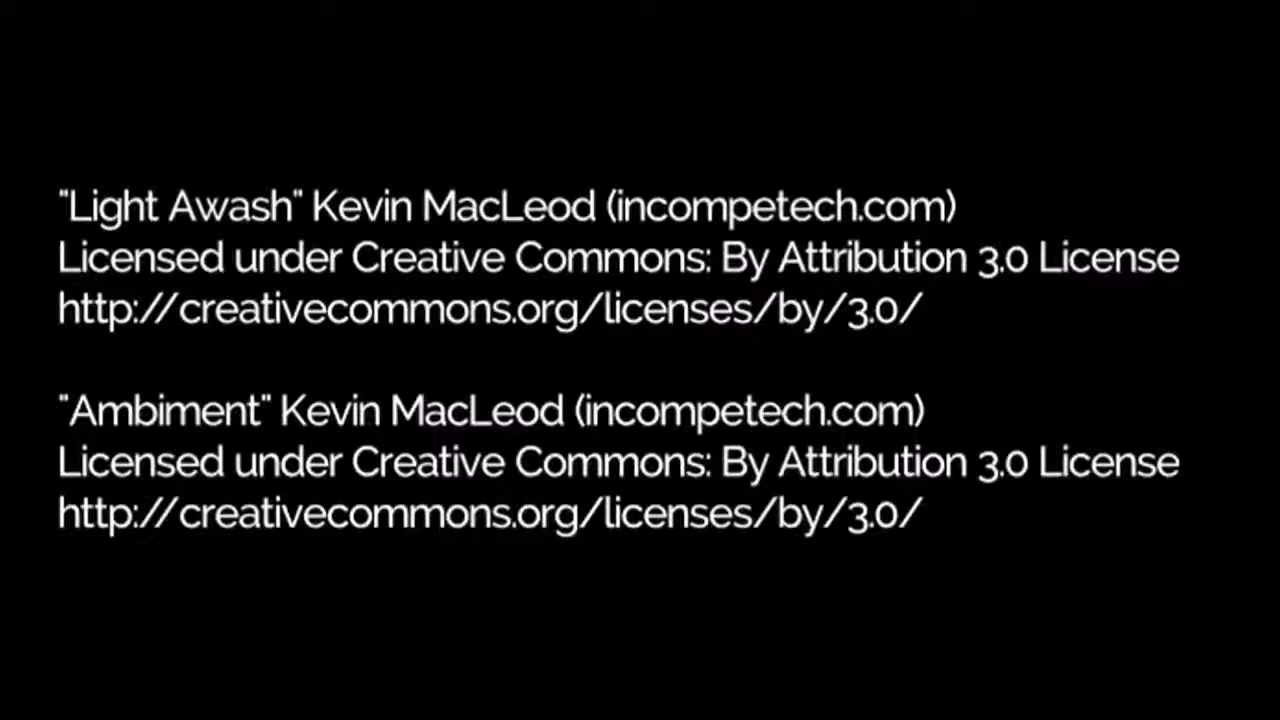 "Light Awash" Kevin MacLeod (incompetech.com)
Licensed under Creative Commons: By Attribution 3.0 License
http://creativecommons.org/licenses/by/3.0/
"Ambiment" Kevin MacLeod (incompetech.com)
Licensed under Creative Commons: By Attribution 3.0 License
http://creativecommons.org/licenses/by/3.0/